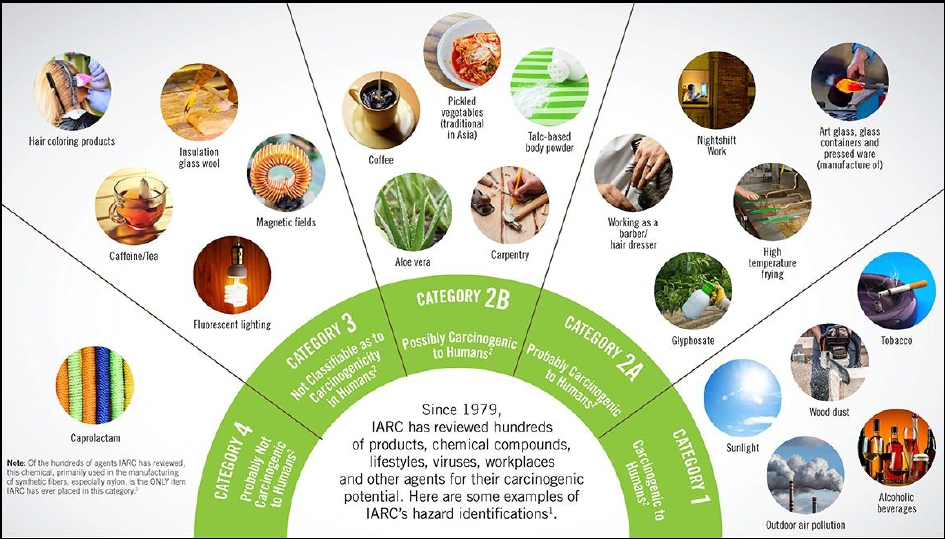 Hair coloring products
Insulation
glass wool
Magnetic fields
Caffeine/Tea
Fluorescent lighting
Coffee
Pickled
vegetables
(traditional
in Asia)
Talc-based
body powder
Aloe vera
Carpentry
Nightshift
Work
Art glass, glass
containers and
pressed ware
(manufacture of)
Working as a
barber/
hair dresser
High
temperature
frying
Glyphosate
Tobacco
Wood dust
Sunlight
Alcoholic
beverages
Outdoor air pollution
Caprolactam
Note: Of the hundreds of agents IARC has reviewed,
this chemical, primarily used in the manufacturing
of synthetic fibers, especially nylon, is the ONLY item
IARC has ever placed in this category.³
CATEGORY 4
Probably Not
Carcinogenic
to Humans²
CATEGORY 3
Not Classifiable as to
Carcinogenicity
in Humans²
CATEGORY 2B
Possibly Carcinogenic
to Humans²
CATEGORY 2A
Probably Carcinogenic
to Humans²
CATEGORY 1
Carcinogenic to
Humans²
Since 1979,
IARC has reviewed hundreds
of products, chemical compounds,
lifestyles, viruses, workplaces
and other agents for their carcinogenic
potential. Here are some examples of
IARC's hazard identifications¹.